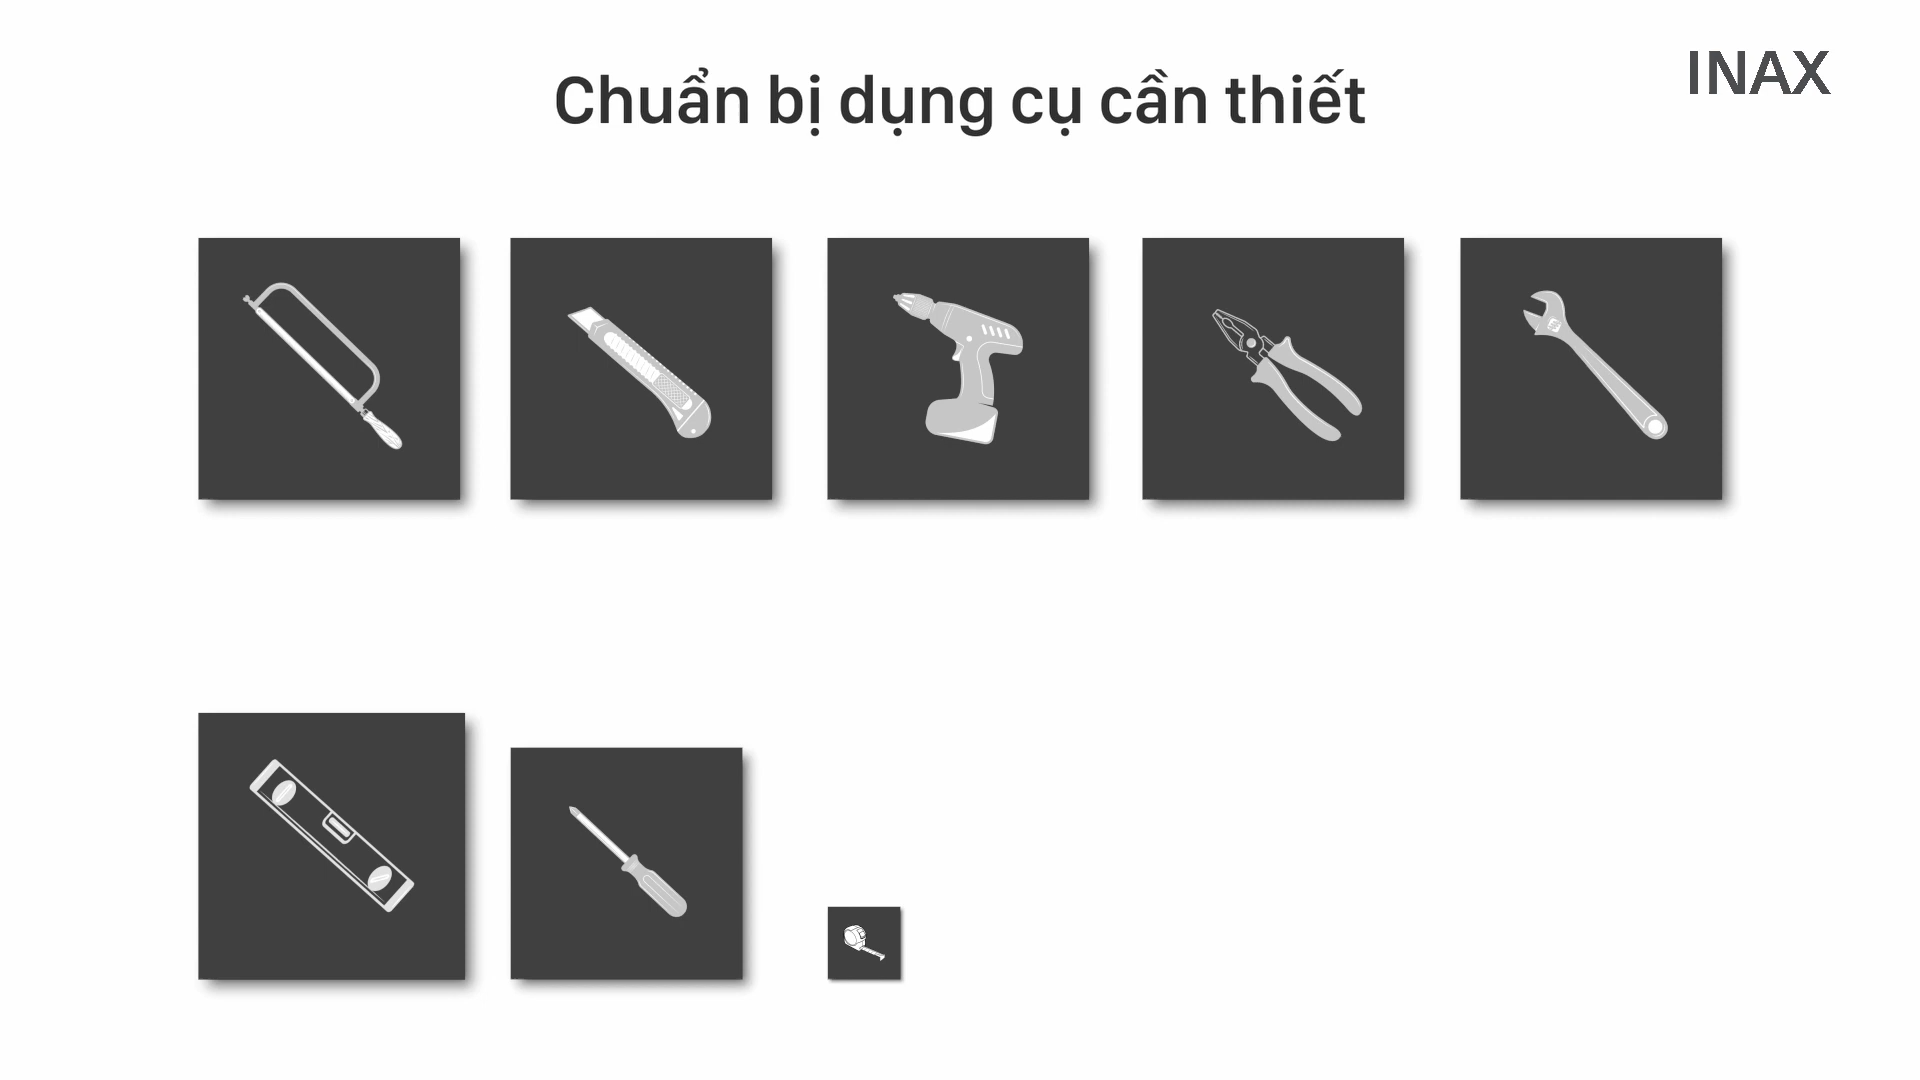 INAX
Chuẩn bị dụng cụ cần thiết